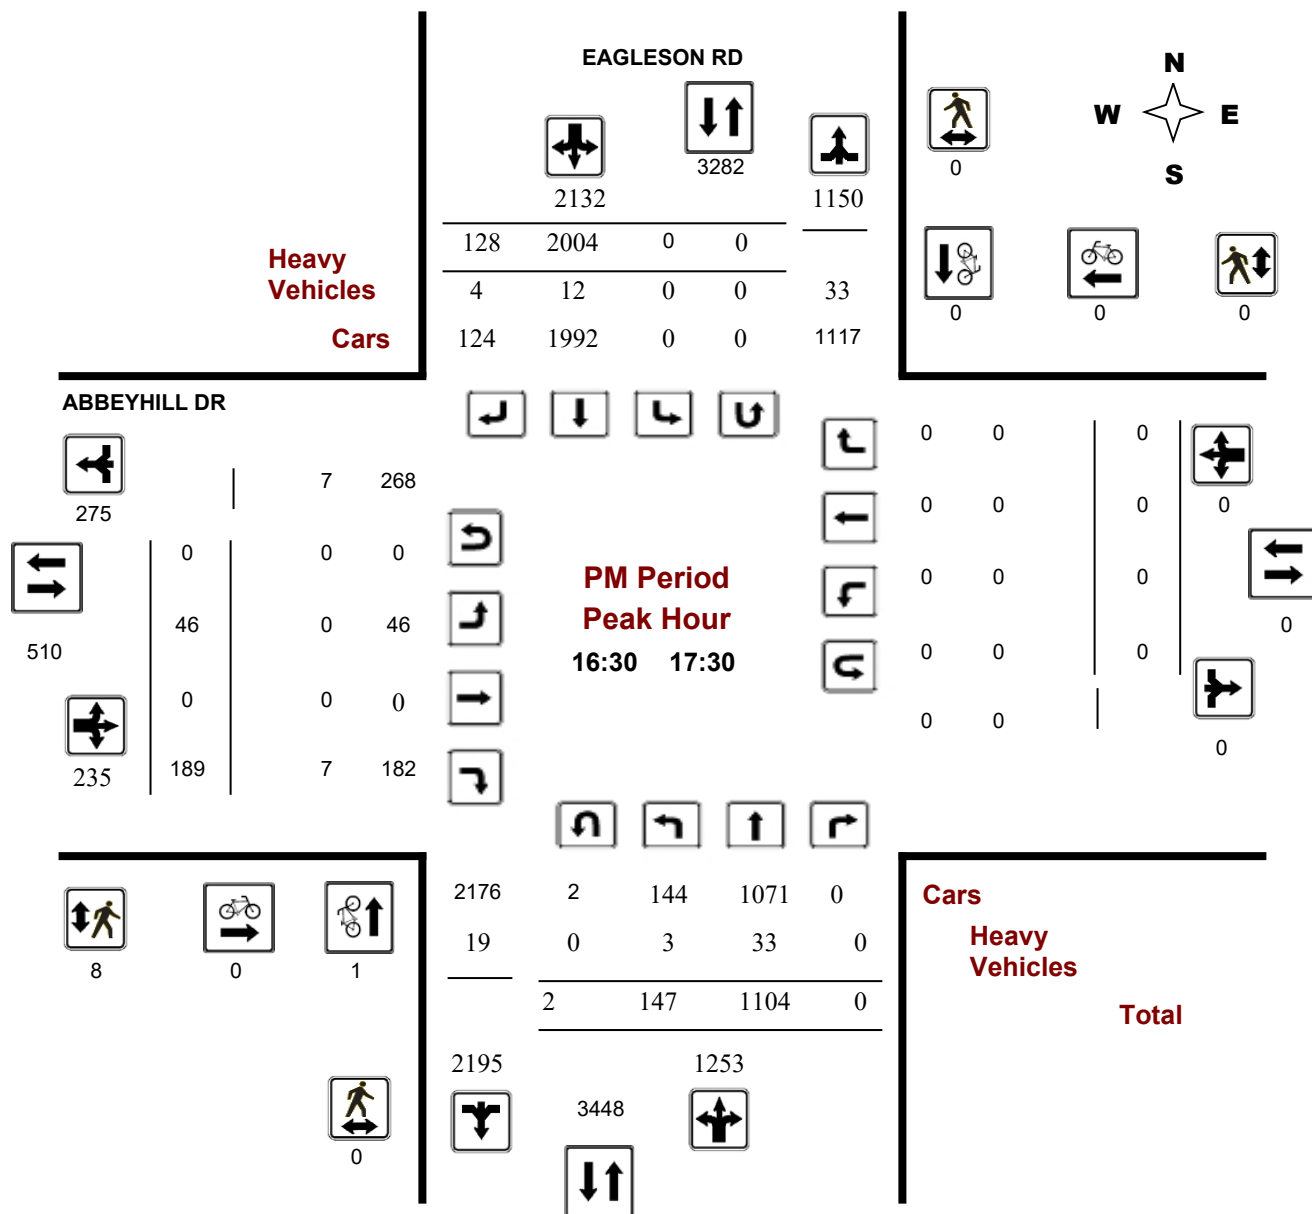 EAGLESON RD
N
W E
S
3282
0
2132 1150
128 2004 0 0
Heavy
Vehicles
4 12 0 0 33
0 0 0
Cars 124 1992 0 0 1117
ABBEYHILL DR
0 0 0
7 268
275 0 0 0 0
0 0 0
PM Period
0 0 0
Peak Hour
46 0 46 0
510
16:30 17:30
0 0 0
0 0 0
0 0
0
235 189 7 182
2176 2 144 1071 0 Cars
19 0 3 33 0 Heavy
Vehicles
8 0 1
2 147 1104 0 Total
2195 1253
3448
0